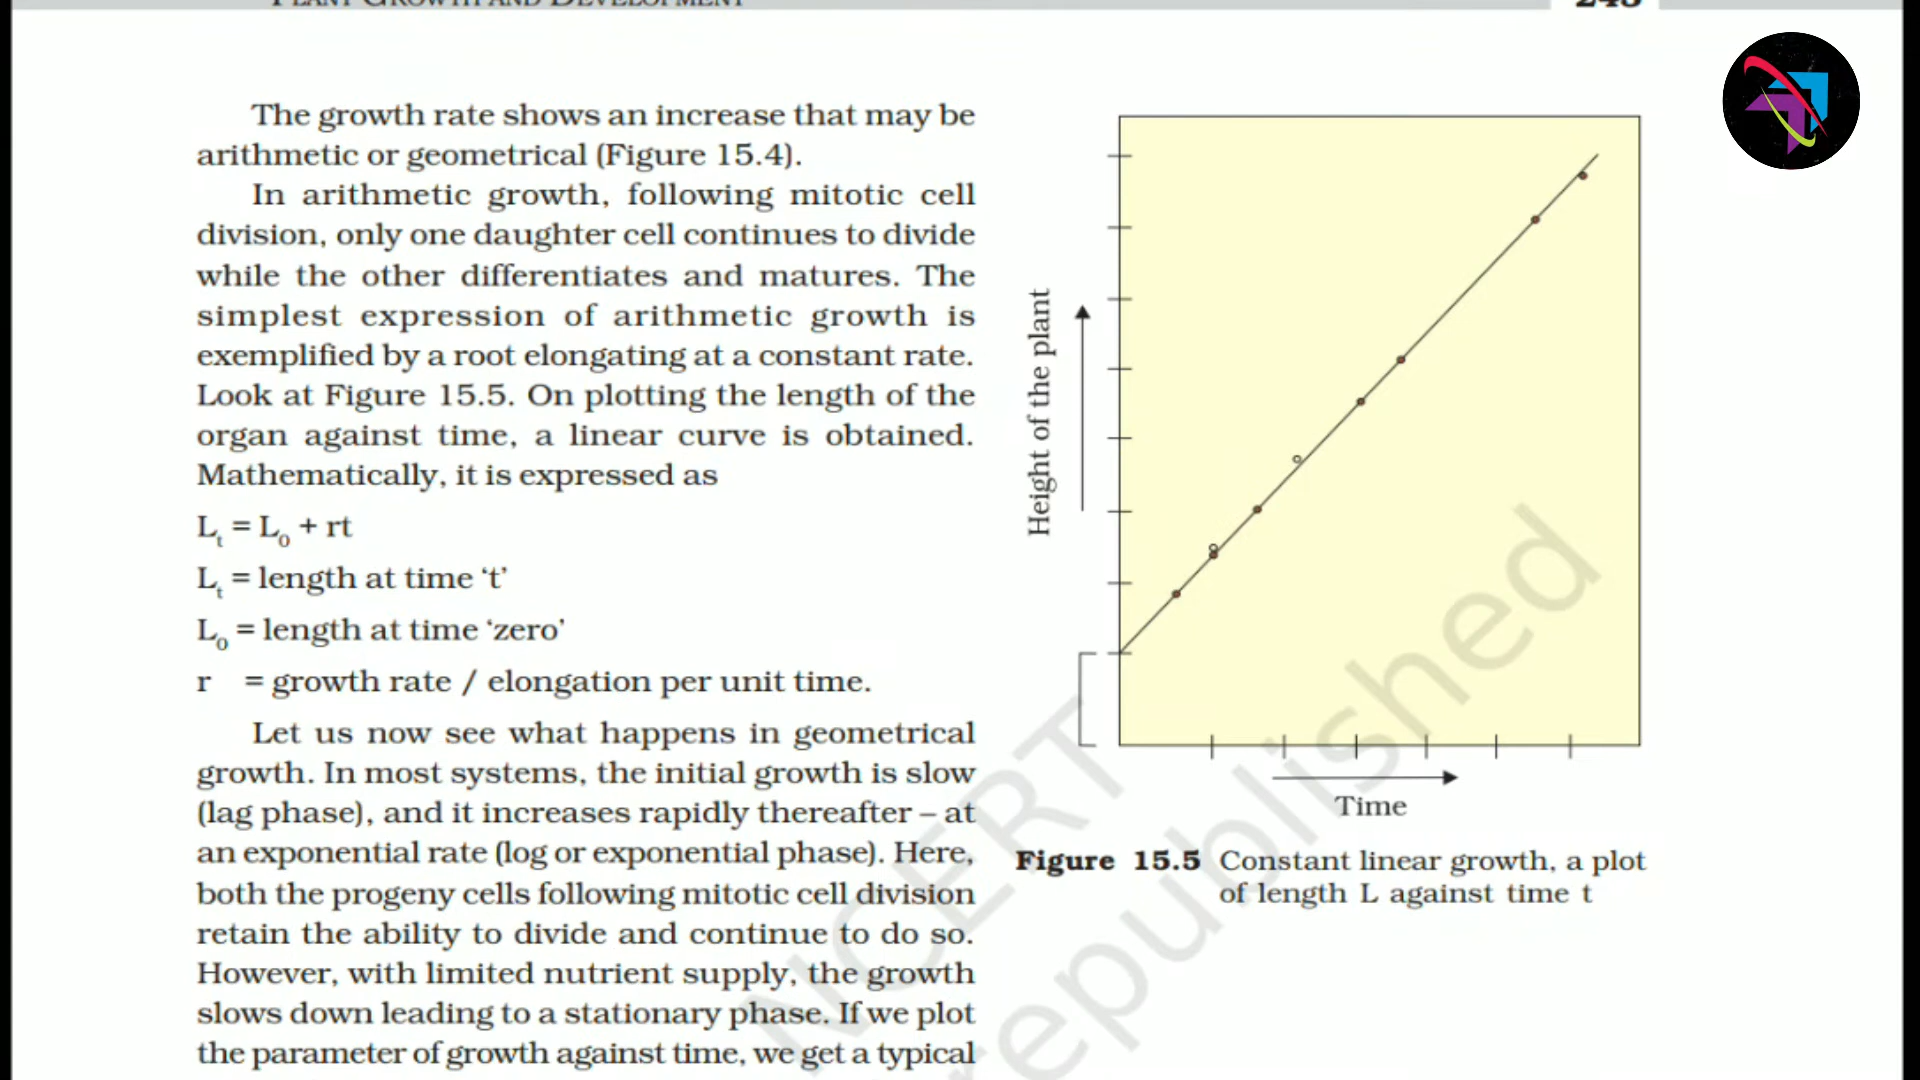 PLANT GROWTH AND DEVELOPMENT
The growth rate shows an increase that may be
arithmetic or geometrical (Figure 15.4).
In arithmetic growth, following mitotic cell
division, only one daughter cell continues to divide
while the other differentiates and matures. The
simplest expression of arithmetic growth is
exemplified by a root elongating at a constant rate.
Look at Figure 15.5. On plotting the length of the
organ against time, a linear curve is obtained.
Mathematically, it is expressed as
Lt = L0 + rt
Lt = length at time ‘t’
L0 = length at time ‘zero’
r = growth rate / elongation per unit time.
Let us now see what happens in geometrical
growth. In most systems, the initial growth is slow
(lag phase), and it increases rapidly thereafter – at
an exponential rate (log or exponential phase). Here,
both the progeny cells following mitotic cell division
retain the ability to divide and continue to do so.
However, with limited nutrient supply, the growth
slows down leading to a stationary phase. If we plot
the parameter of growth against time, we get a typical
Height of the plant
Time
Figure 15.5 Constant linear growth, a plot
of length L against time t
NCERT
republished